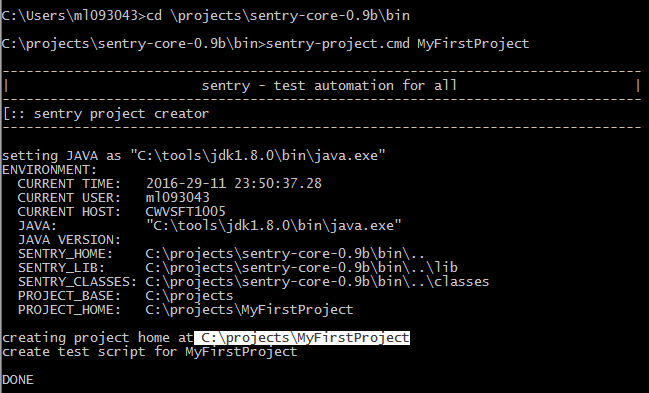 C:\Users\ml093043>cd \projects\sentry-core-0.9b\bin
C:\projects\sentry-core-0.9b\bin>sentry-project.cmd MyFirstProject
--------------------------------------------------------------------------------
|                        sentry - test automation for all                      |
--------------------------------------------------------------------------------
[:: sentry project creator
--------------------------------------------------------------------------------
setting JAVA as "C:\tools\jdk1.8.0\bin\java.exe"
ENVIRONMENT:
  CURRENT TIME:   2016-29-11 23:50:37.28
  CURRENT USER:   ml093043
  CURRENT HOST:   CWVSFT1005
  JAVA:           "C:\tools\jdk1.8.0\bin\java.exe"
  JAVA VERSION:
  SENTRY_HOME:    C:\projects\sentry-core-0.9b\bin\..
  SENTRY_LIB:     C:\projects\sentry-core-0.9b\bin\..\lib
  SENTRY_CLASSES: C:\projects\sentry-core-0.9b\bin\..\classes
  PROJECT_BASE:   C:\projects
  PROJECT_HOME:   C:\projects\MyFirstProject
creating project home at C:\projects\MyFirstProject
create test script for MyFirstProject
DONE